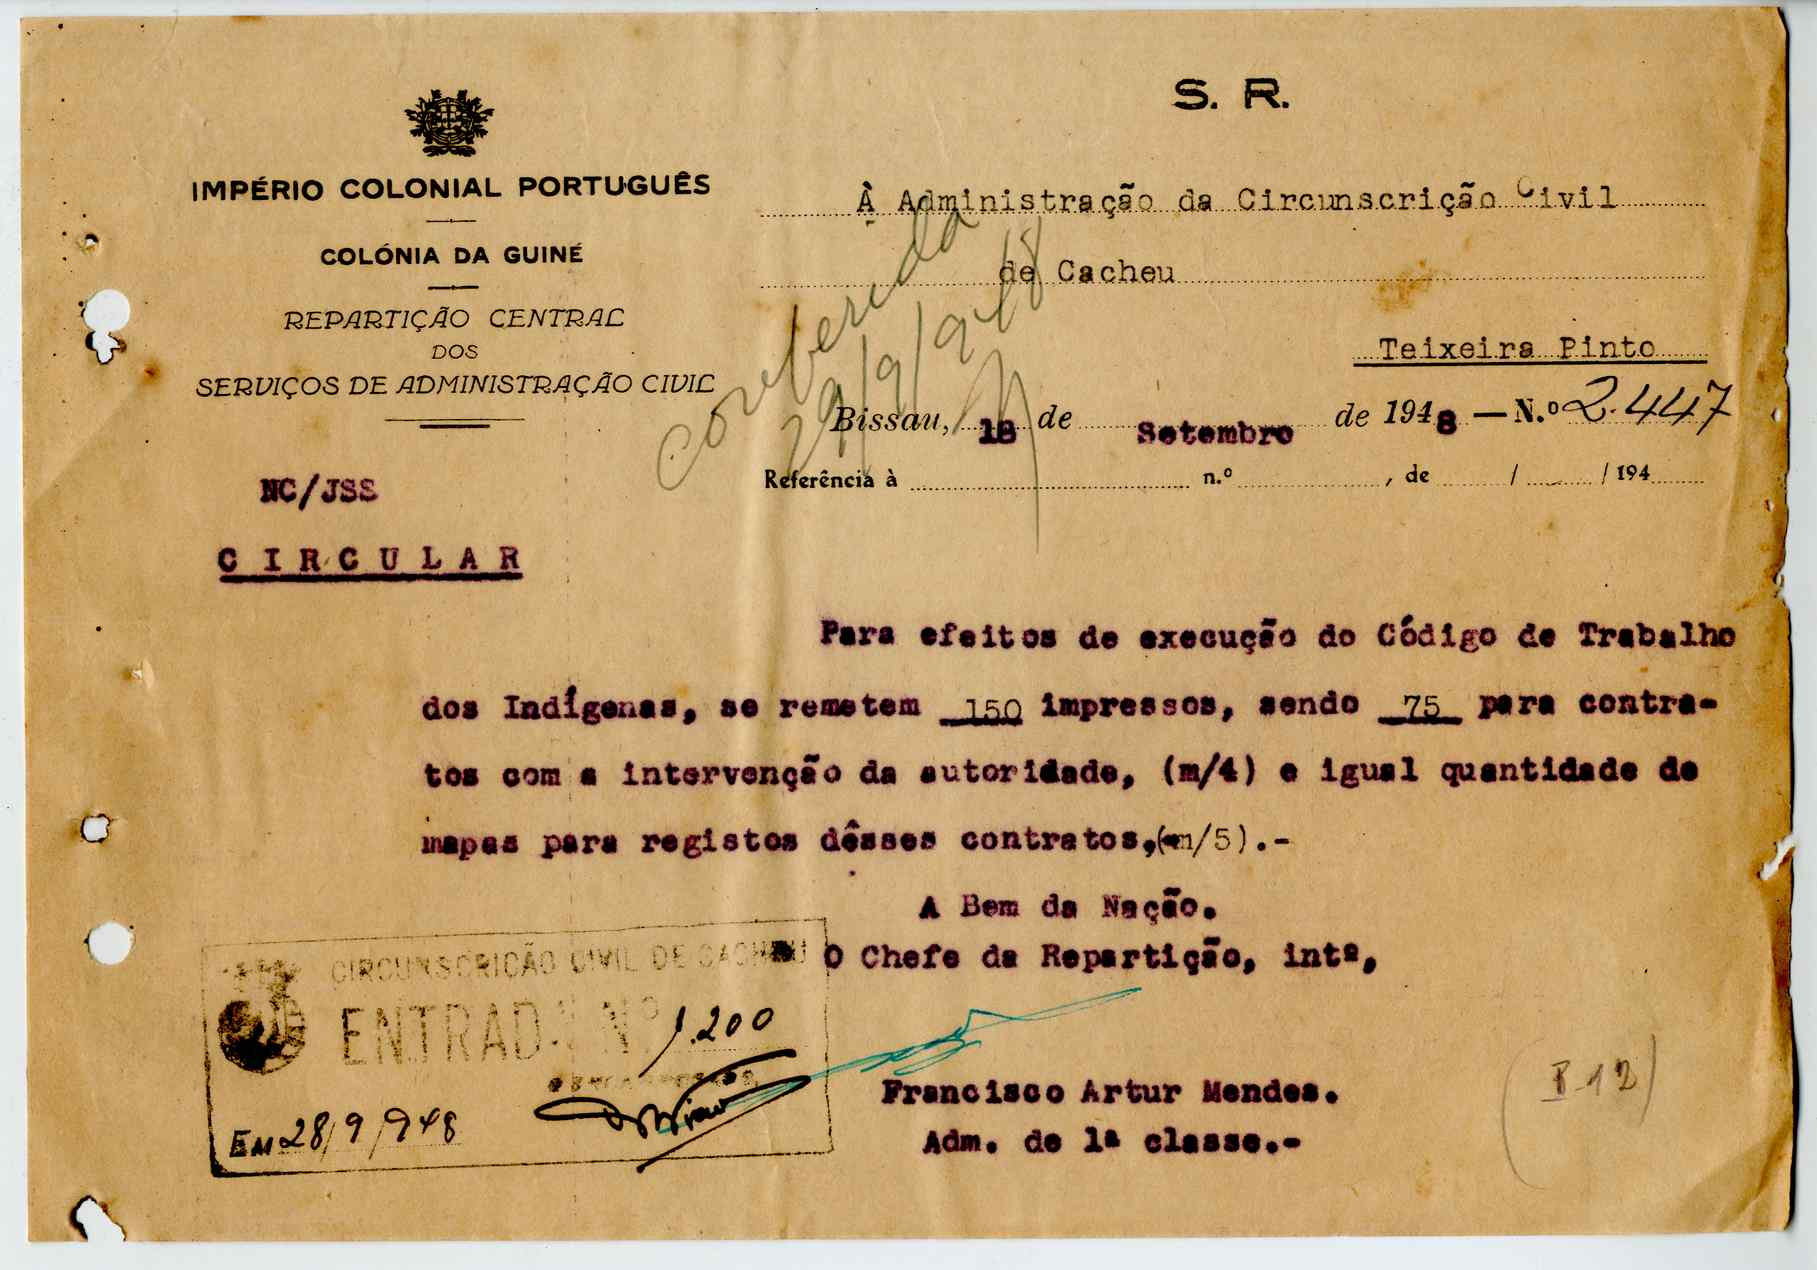 S. R.
IMPÉRIO COLONIAL PORTUGUÊS
COLÓNIA DA GUINÉ
REPARTIÇÃO CENTRAL
DOS
SERVIÇOS DE ADMINISTRAÇÃO CIVIL
À Administração da Circunscrição Civil
de Cacheu
Teixeira Pinto
29/9/948
Bissau, 18 de Setembro de 1948 — N.º 2.447
Referência à n.º , de / / 194
NC/JSS
CIRCULAR
Para efeitos de execução do Código de Trabalho
dos Indígenas, se remetem 150 impressos, sendo 75 para contra-
tos com a intervenção da autoridade, (m/4) e igual quantidade de
mapas para registos dêsses contratos,(m/5).-
A Bem da Nação.
O Chefe da Repartição, intº,
Francisco Artur Mendes.
Adm. de 1ª classe.-
CIRCUNSCRIÇÃO CIVIL DE CACHEU
ENTRADA Nº 1.200
EM 28/9/948
(I 12)